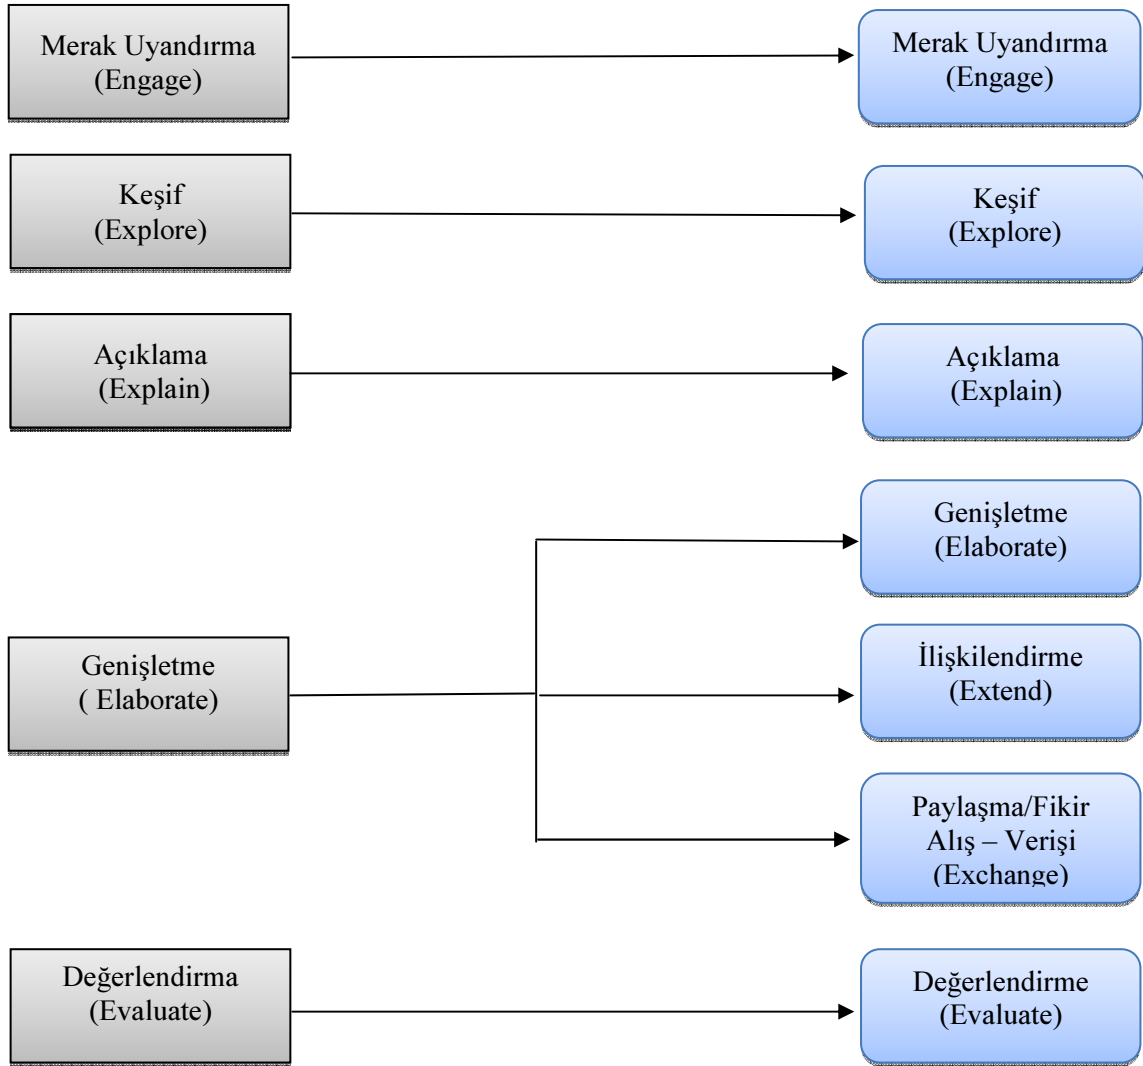 Merak Uyandırma
(Engage)
Merak Uyandırma
(Engage)
Keşif
(Explore)
Keşif
(Explore)
Açıklama
(Explain)
Açıklama
(Explain)
Genişletme
( Elaborate)
Genişletme
(Elaborate)
İlişkilendirme
(Extend)
Paylaşma/Fikir
Alış – Verişi
(Exchange)
Değerlendirma
(Evaluate)
Değerlendirme
(Evaluate)